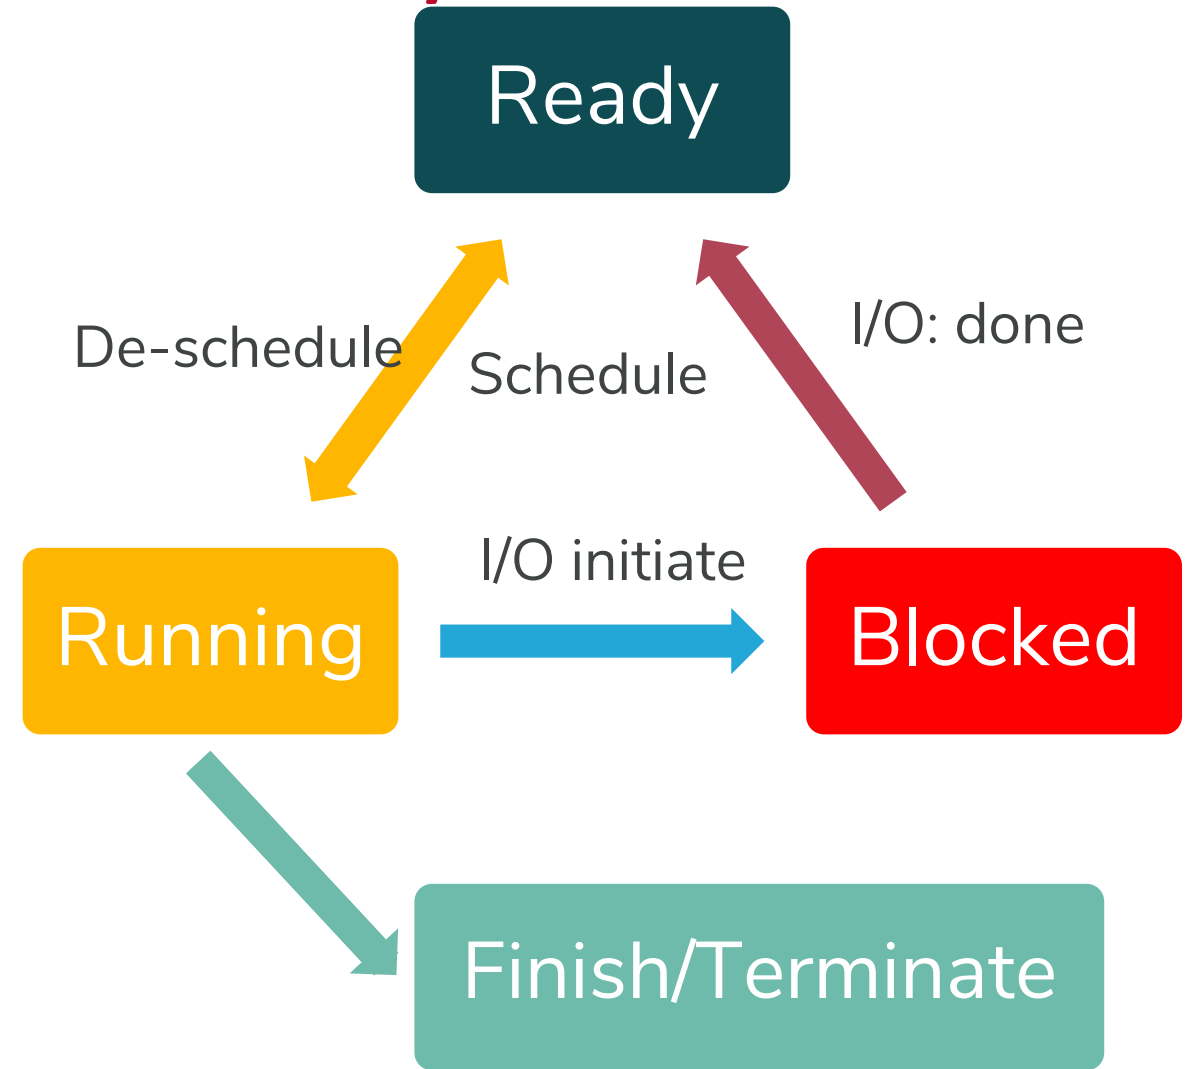 Ready
De-schedule
Schedule
I/O: done
I/O initiate
Running
Blocked
Finish/Terminate